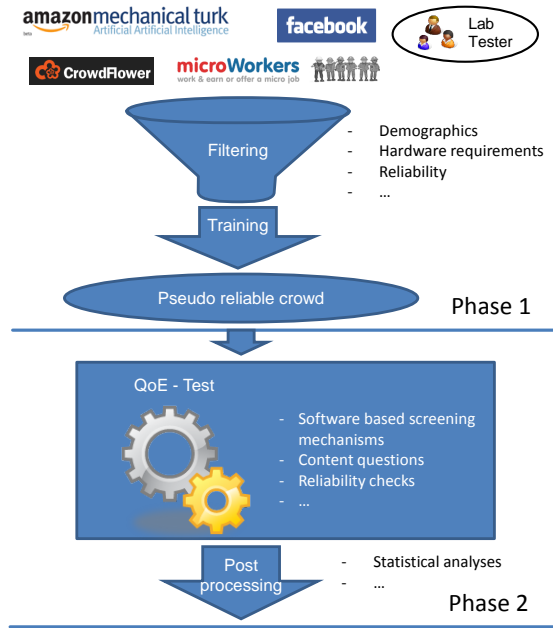 amazonmechanical turk
beta
Artificial Artificial Intelligence
facebook
Lab
Tester
CrowdFlower
microWorkers
work & earn or offer a micro job
Filtering
- Demographics
- Hardware requirements
- Reliability
- ...
Training
Pseudo reliable crowd
Phase 1
QoE - Test
- Software based screening
mechanisms
- Content questions
- Reliability checks
- ...
Post
processing
- Statistical analyses
- ...
Phase 2